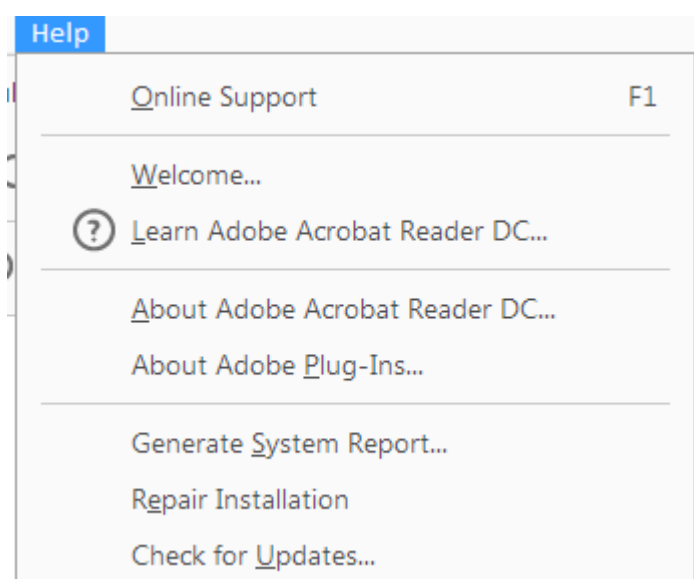 Help
Online Support F1
Welcome...
Learn Adobe Acrobat Reader DC...
About Adobe Acrobat Reader DC...
About Adobe Plug-Ins...
Generate System Report...
Repair Installation
Check for Updates...